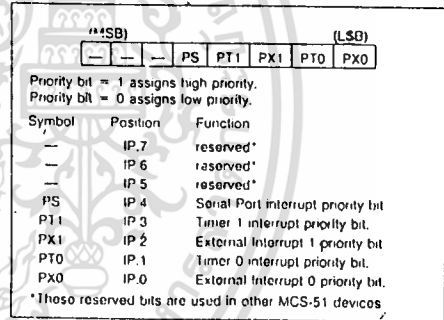 (MSB) (LSB)
— — — PS PT1 PX1 PT0 PX0
Priority bit = 1 assigns high priority.
Priority bit = 0 assigns low priority.
Symbol Position Function
— IP.7 reserved*
— IP.6 reserved*
— IP.5 reserved*
PS IP.4 Serial Port interrupt priority bit
PT1 IP.3 Timer 1 interrupt priority bit.
PX1 IP.2 External Interrupt 1 priority bit
PT0 IP.1 Timer 0 interrupt priority bit.
PX0 IP.0 External Interrupt 0 priority bit.
*These reserved bits are used in other MCS-51 devices